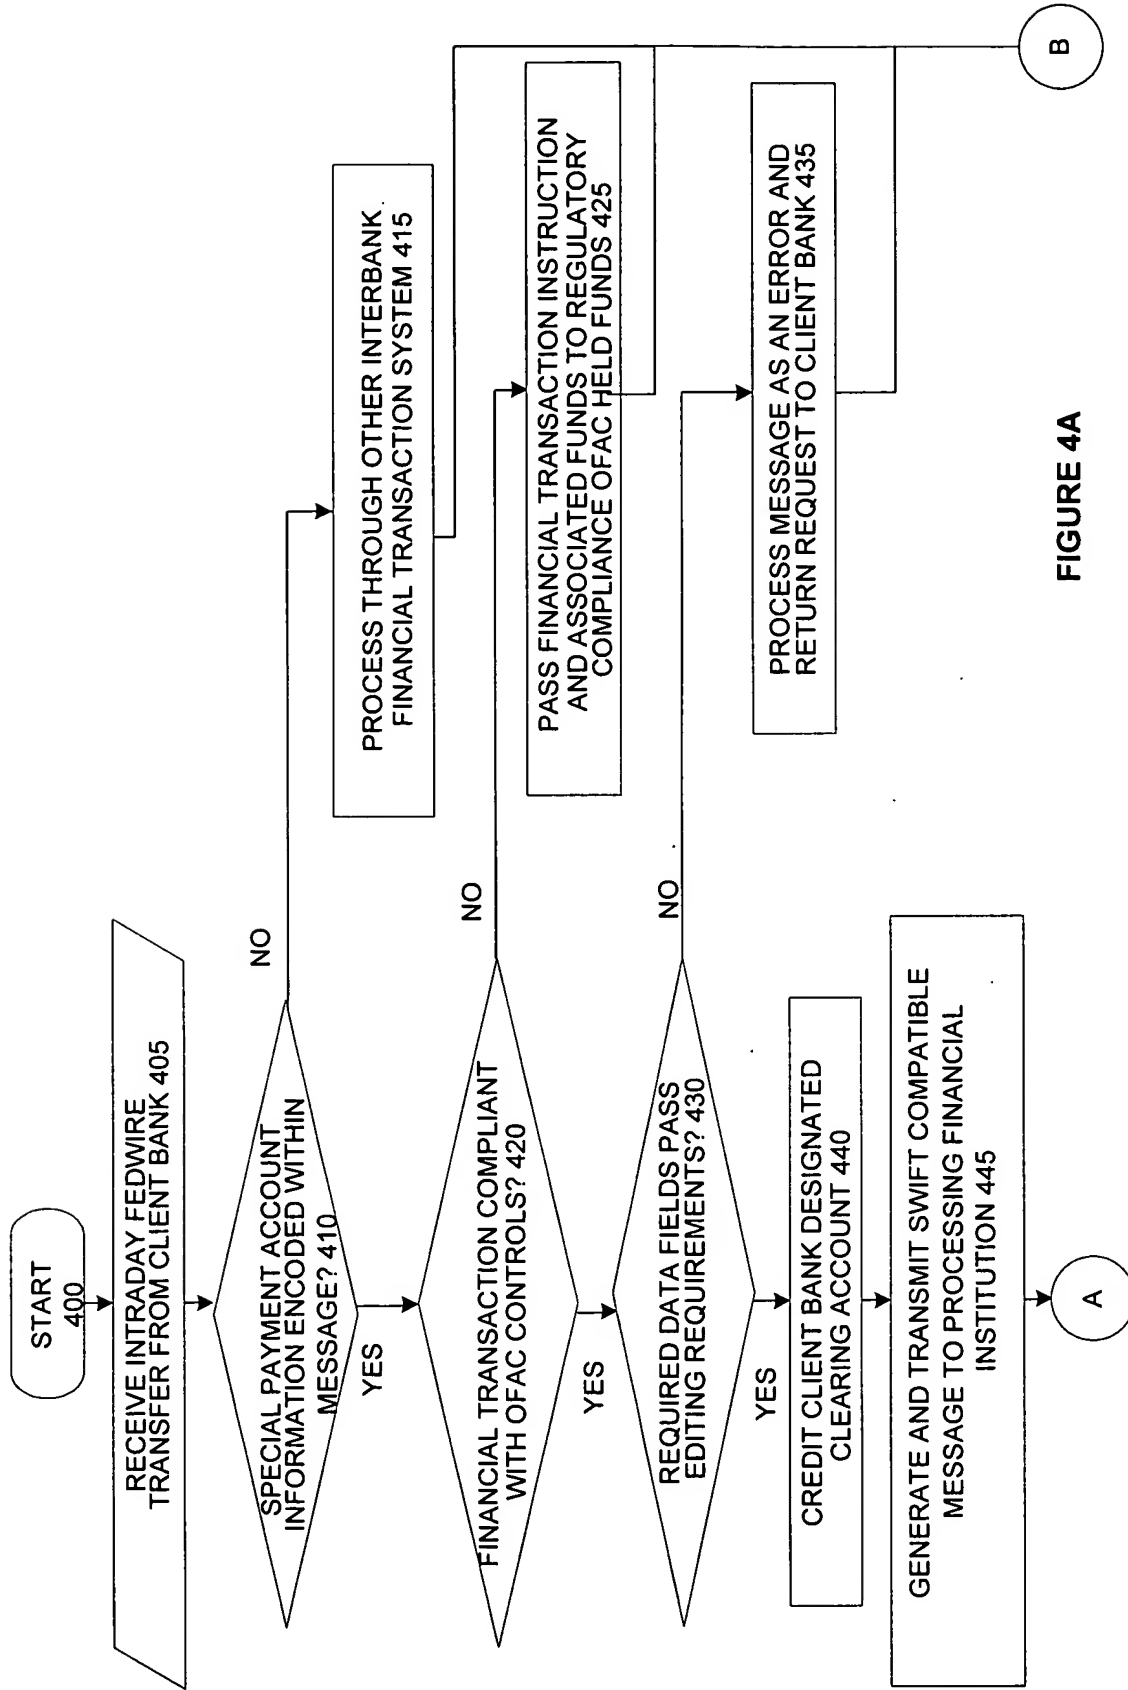 START
400
RECEIVE INTRADAY FEDWIRE
TRANSFER FROM CLIENT BANK 405
SPECIAL PAYMENT ACCOUNT
INFORMATION ENCODED WITHIN
MESSAGE? 410
NO
YES
PROCESS THROUGH OTHER INTERBANK
FINANCIAL TRANSACTION SYSTEM 415
FINANCIAL TRANSACTION COMPLIANT
WITH OFAC CONTROLS? 420
NO
YES
PASS FINANCIAL TRANSACTION INSTRUCTION
AND ASSOCIATED FUNDS TO REGULATORY
COMPLIANCE OFAC HELD FUNDS 425
REQUIRED DATA FIELDS PASS
EDITING REQUIREMENTS? 430
NO
YES
PROCESS MESSAGE AS AN ERROR AND
RETURN REQUEST TO CLIENT BANK 435
CREDIT CLIENT BANK DESIGNATED
CLEARING ACCOUNT 440
GENERATE AND TRANSMIT SWIFT COMPATIBLE
MESSAGE TO PROCESSING FINANCIAL
INSTITUTION 445
A
B
FIGURE 4A